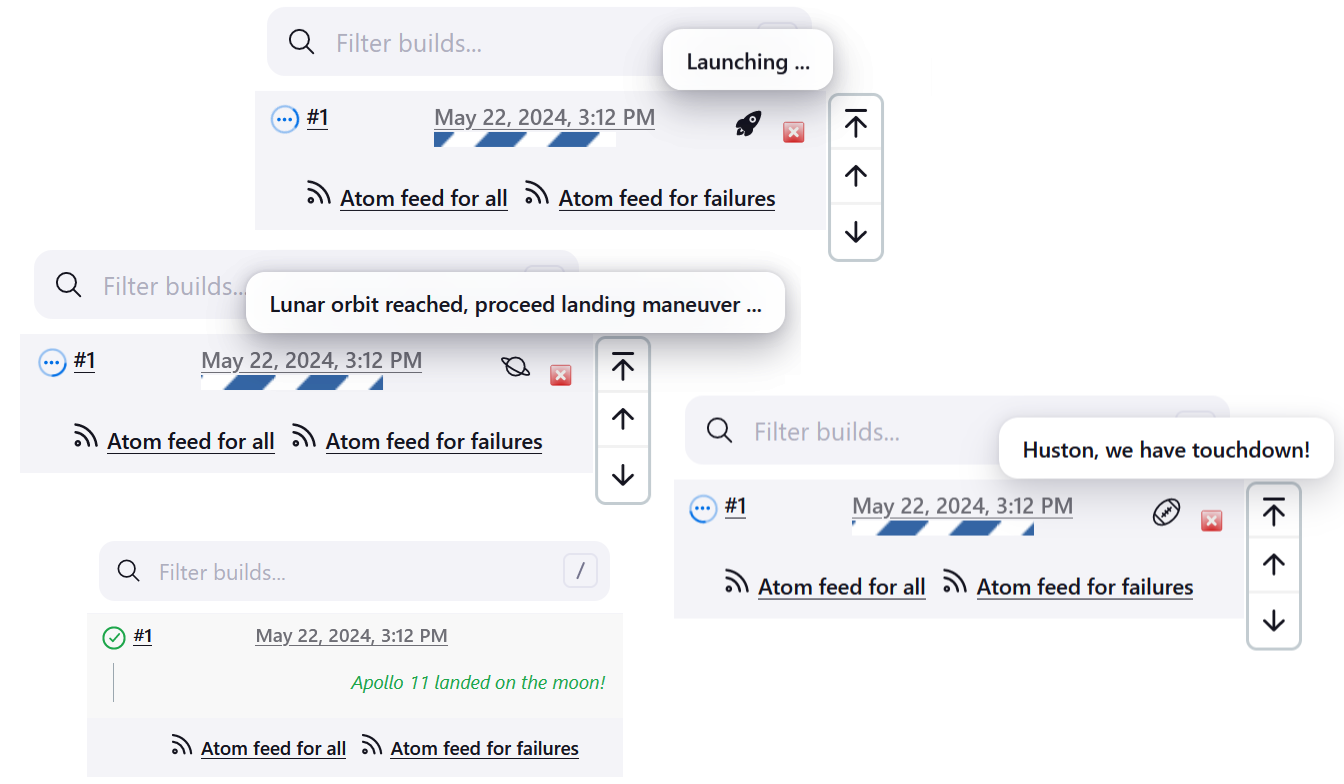 Filter builds...
Launching ...
#1
May 22, 2024, 3:12 PM
Atom feed for all
Atom feed for failures
Filter builds...
Lunar orbit reached, proceed landing maneuver ...
#1
May 22, 2024, 3:12 PM
Atom feed for all
Atom feed for failures
Filter builds...
Huston, we have touchdown!
#1
May 22, 2024, 3:12 PM
Atom feed for all
Atom feed for failures
Filter builds...
/
#1
May 22, 2024, 3:12 PM
Apollo 11 landed on the moon!
Atom feed for all
Atom feed for failures